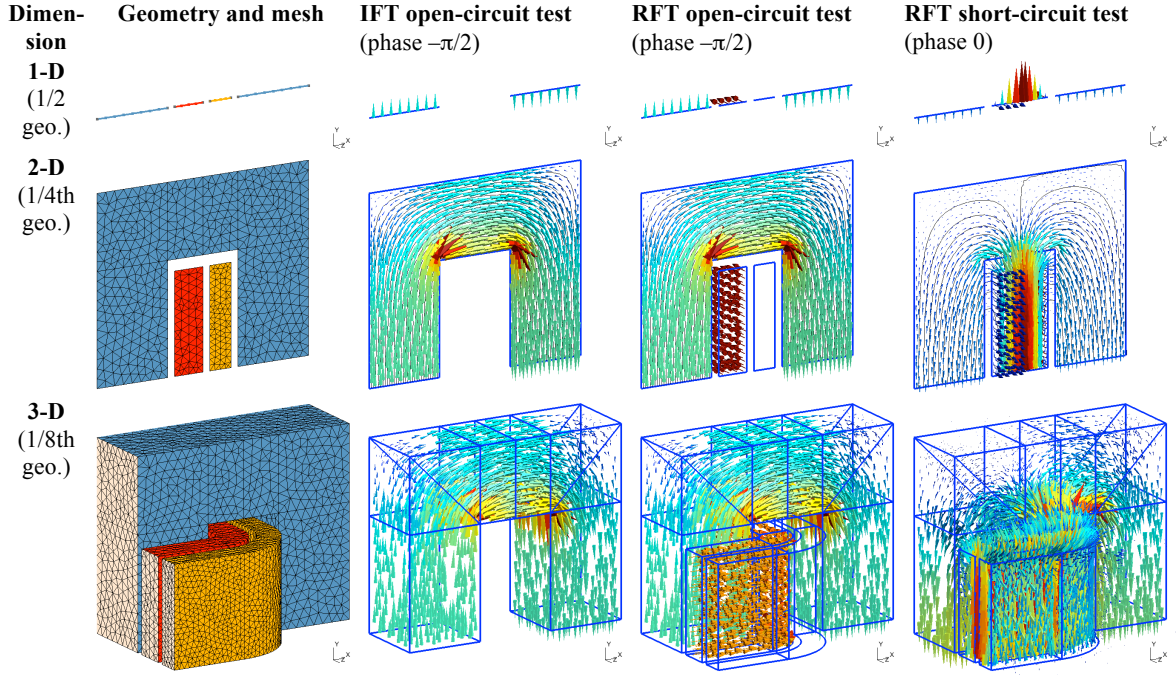 Dimen-
sion
Geometry and mesh
IFT open-circuit test
(phase –π/2)
RFT open-circuit test
(phase –π/2)
RFT short-circuit test
(phase 0)
1-D
(1/2
geo.)
Y
Z X
Y
Z X
Y
Z X
Y
Z X
2-D
(1/4th
geo.)
Y
Z X
Y
Z X
Y
Z X
Y
Z X
3-D
(1/8th
geo.)
Y
Z X
Y
Z X
Y
Z X
Y
Z X